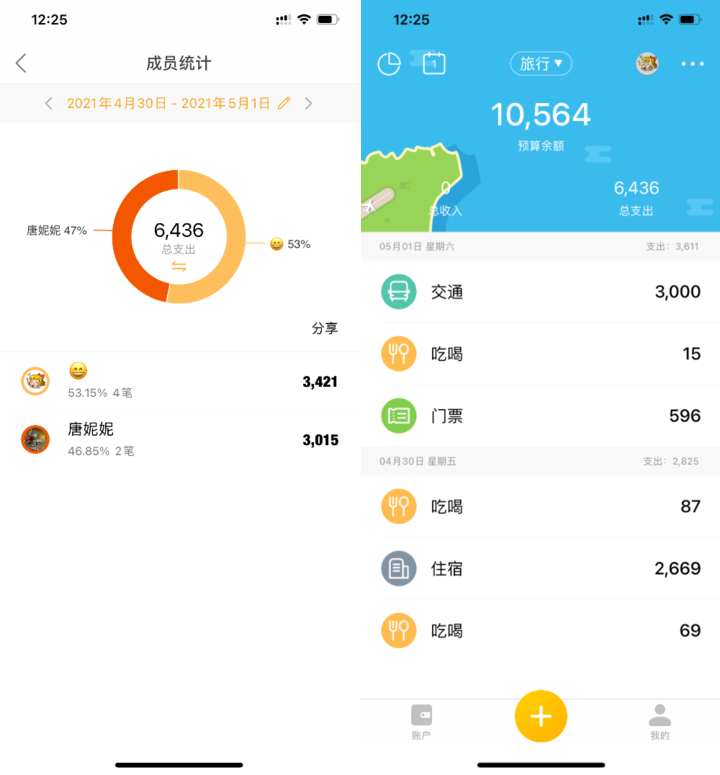 12:25
成员统计
2021年4月30日 - 2021年5月1日
唐妮妮 47%
6,436
总支出
😄 53%
分享
😄
53.15% 4笔
3,421
唐妮妮
46.85% 2笔
3,015
12:25
1
旅行▼
10,564
预算余额
0
总收入
6,436
总支出
05月01日 星期六
支出：3,611
交通
3,000
吃喝
15
门票
596
04月30日 星期五
支出：2,825
吃喝
87
住宿
2,669
吃喝
69
账户
我的